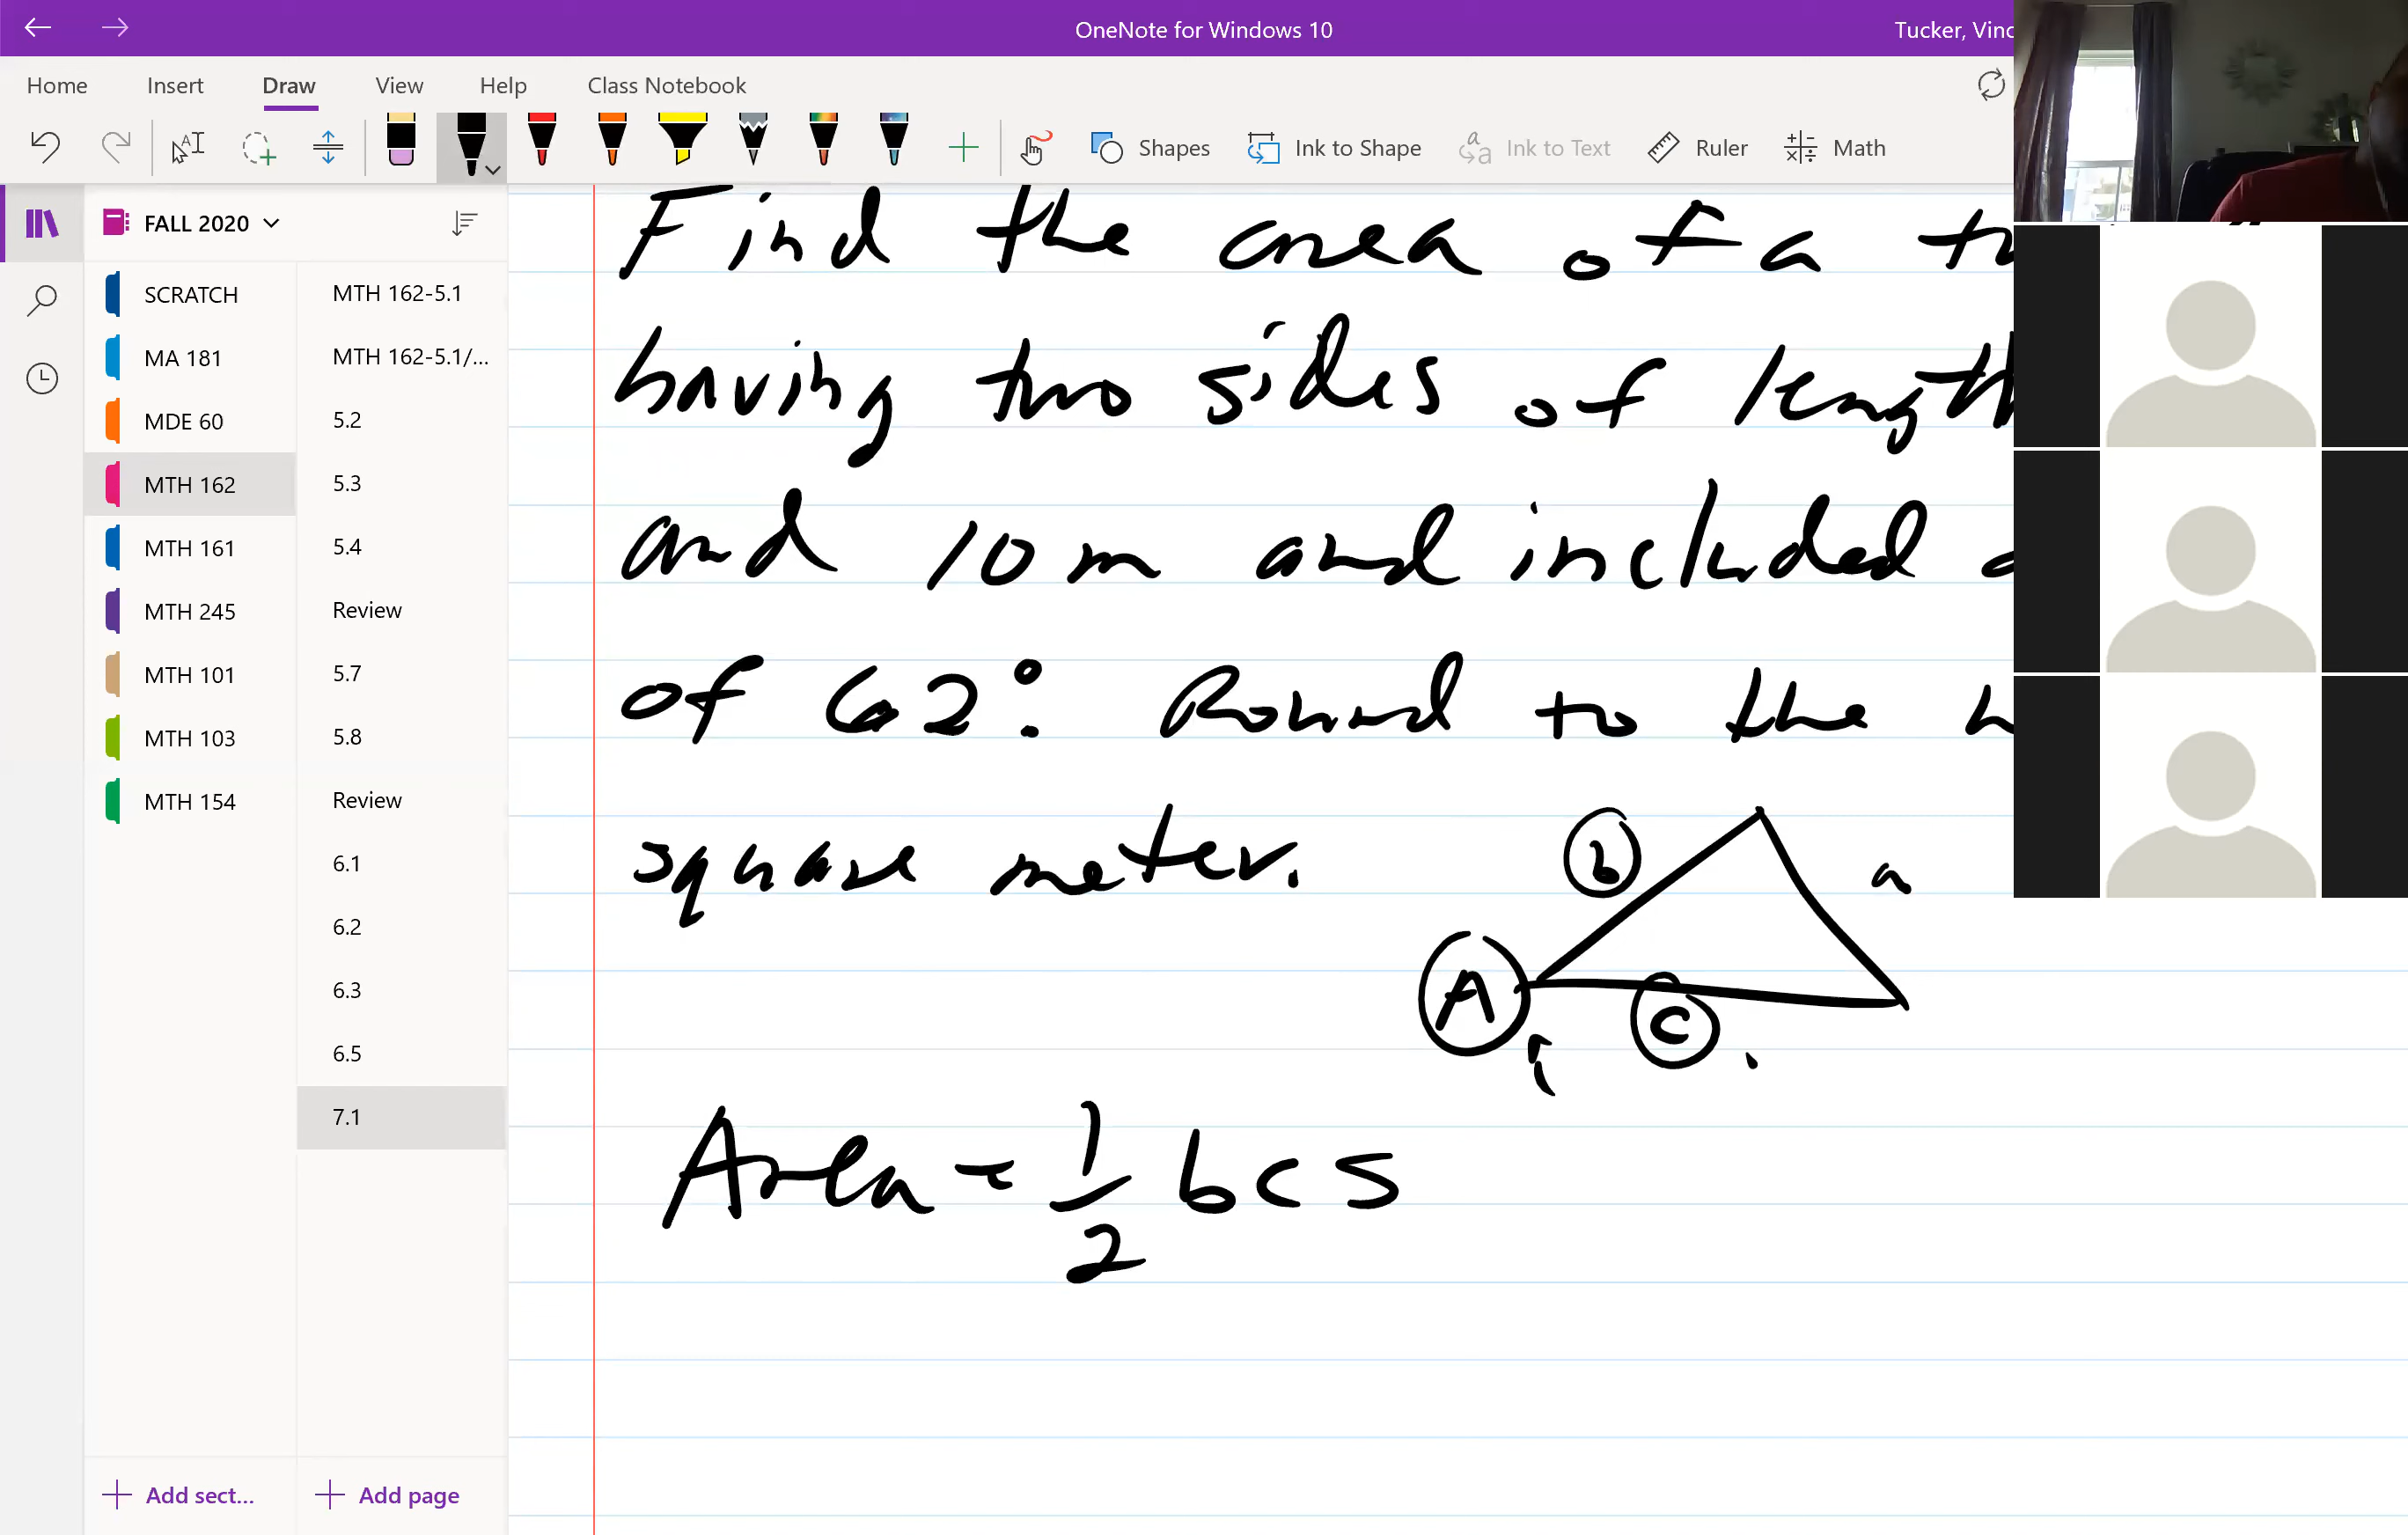 OneNote for Windows 10
Tucker, Vinc
Home Insert Draw View Help Class Notebook
Shapes Ink to Shape Ink to Text Ruler Math
FALL 2020
SCRATCH
MA 181
MDE 60
MTH 162
MTH 161
MTH 245
MTH 101
MTH 103
MTH 154
Add sect...
MTH 162-5.1
MTH 162-5.1/...
5.2
5.3
5.4
Review
5.7
5.8
Review
6.1
6.2
6.3
6.5
7.1
Add page
Find the area of a
having two sides of length
and 10 m and included
of 62°. Round to the
square meter.
b a
A c
Area = 1/2 bc s